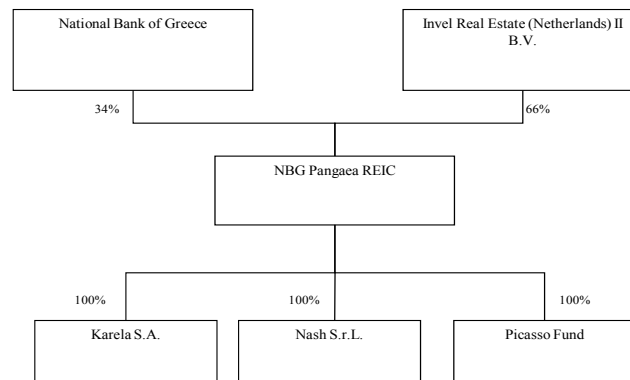 National Bank of Greece
Invel Real Estate (Netherlands) II
B.V.
34%
66%
NBG Pangaea REIC
100%
100%
100%
Karela S.A.
Nash S.r.L.
Picasso Fund